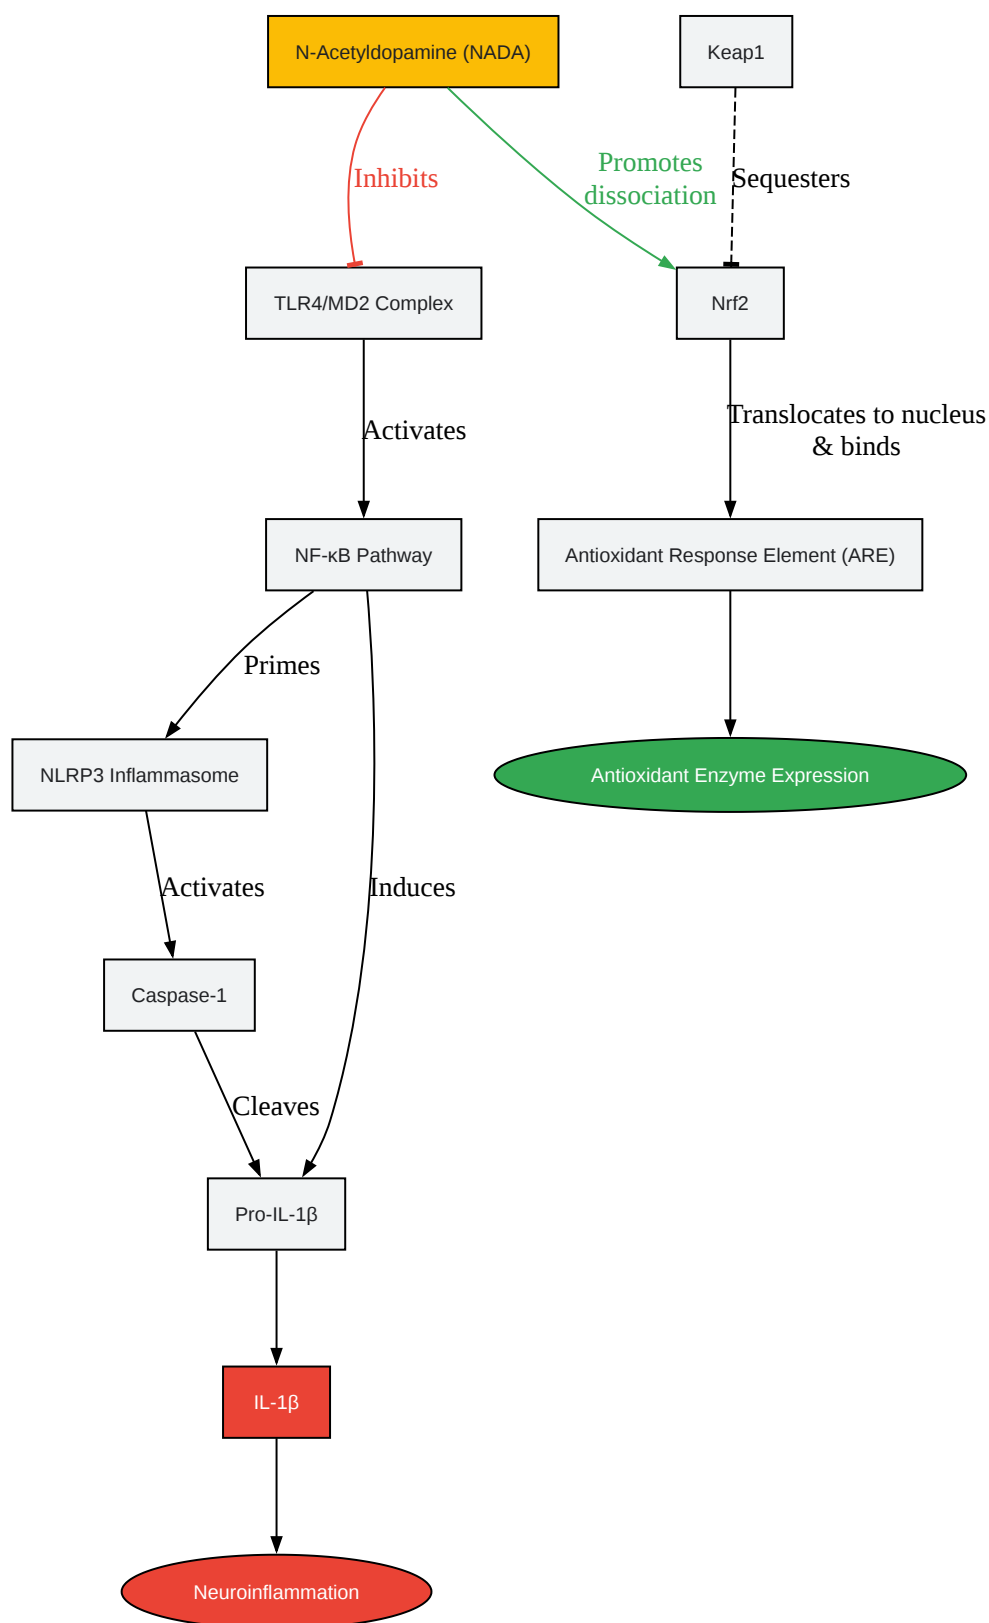 N-Acetyldopamine (NADA)
Keap1
Inhibits
Promotes
dissociation
Sequesters
TLR4/MD2 Complex
Nrf2
Activates
Translocates to nucleus
& binds
NF-κB Pathway
Antioxidant Response Element (ARE)
Primes
NLRP3 Inflammasome
Antioxidant Enzyme Expression
Activates
Induces
Caspase-1
Cleaves
Pro-IL-1β
IL-1β
Neuroinflammation